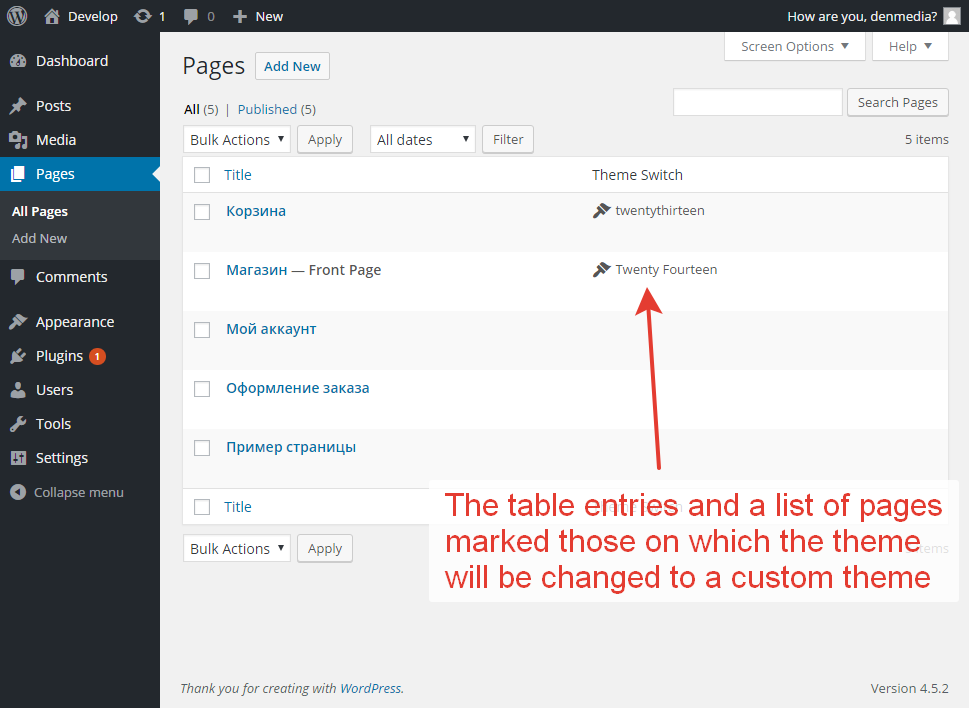 Develop 1 0 New How are you, denmedia?
Dashboard
Posts
Media
Pages
All Pages
Add New
Comments
Appearance
Plugins 1
Users
Tools
Settings
Collapse menu
Screen Options Help
Pages Add New
All (5) | Published (5)
Search Pages
Bulk Actions Apply All dates Filter 5 items
Title Theme Switch
Корзина twentythirteen
Магазин — Front Page Twenty Fourteen
Мой аккаунт
Оформление заказа
Пример страницы
Title
Bulk Actions Apply items
The table entries and a list of pages
marked those on which the theme
will be changed to a custom theme
Thank you for creating with WordPress. Version 4.5.2